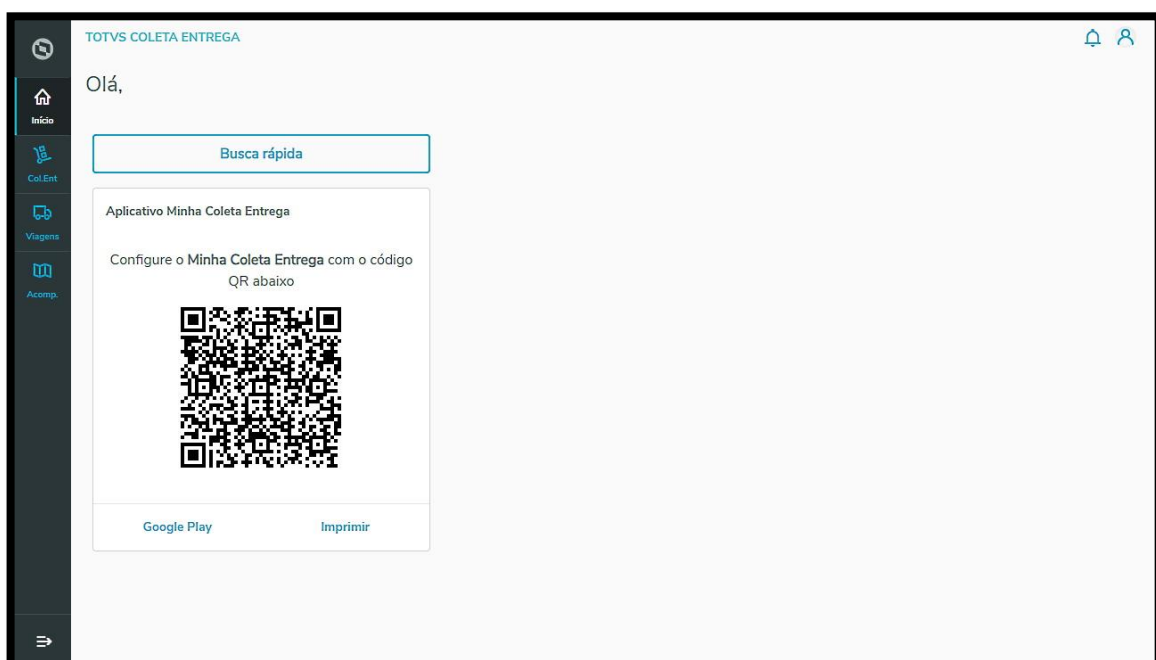 TOTVS COLETA ENTREGA
Olá,
Início
Col.Ent
Viagens
Acomp.
Busca rápida
Aplicativo Minha Coleta Entrega
Configure o Minha Coleta Entrega com o código
QR abaixo
Google Play
Imprimir